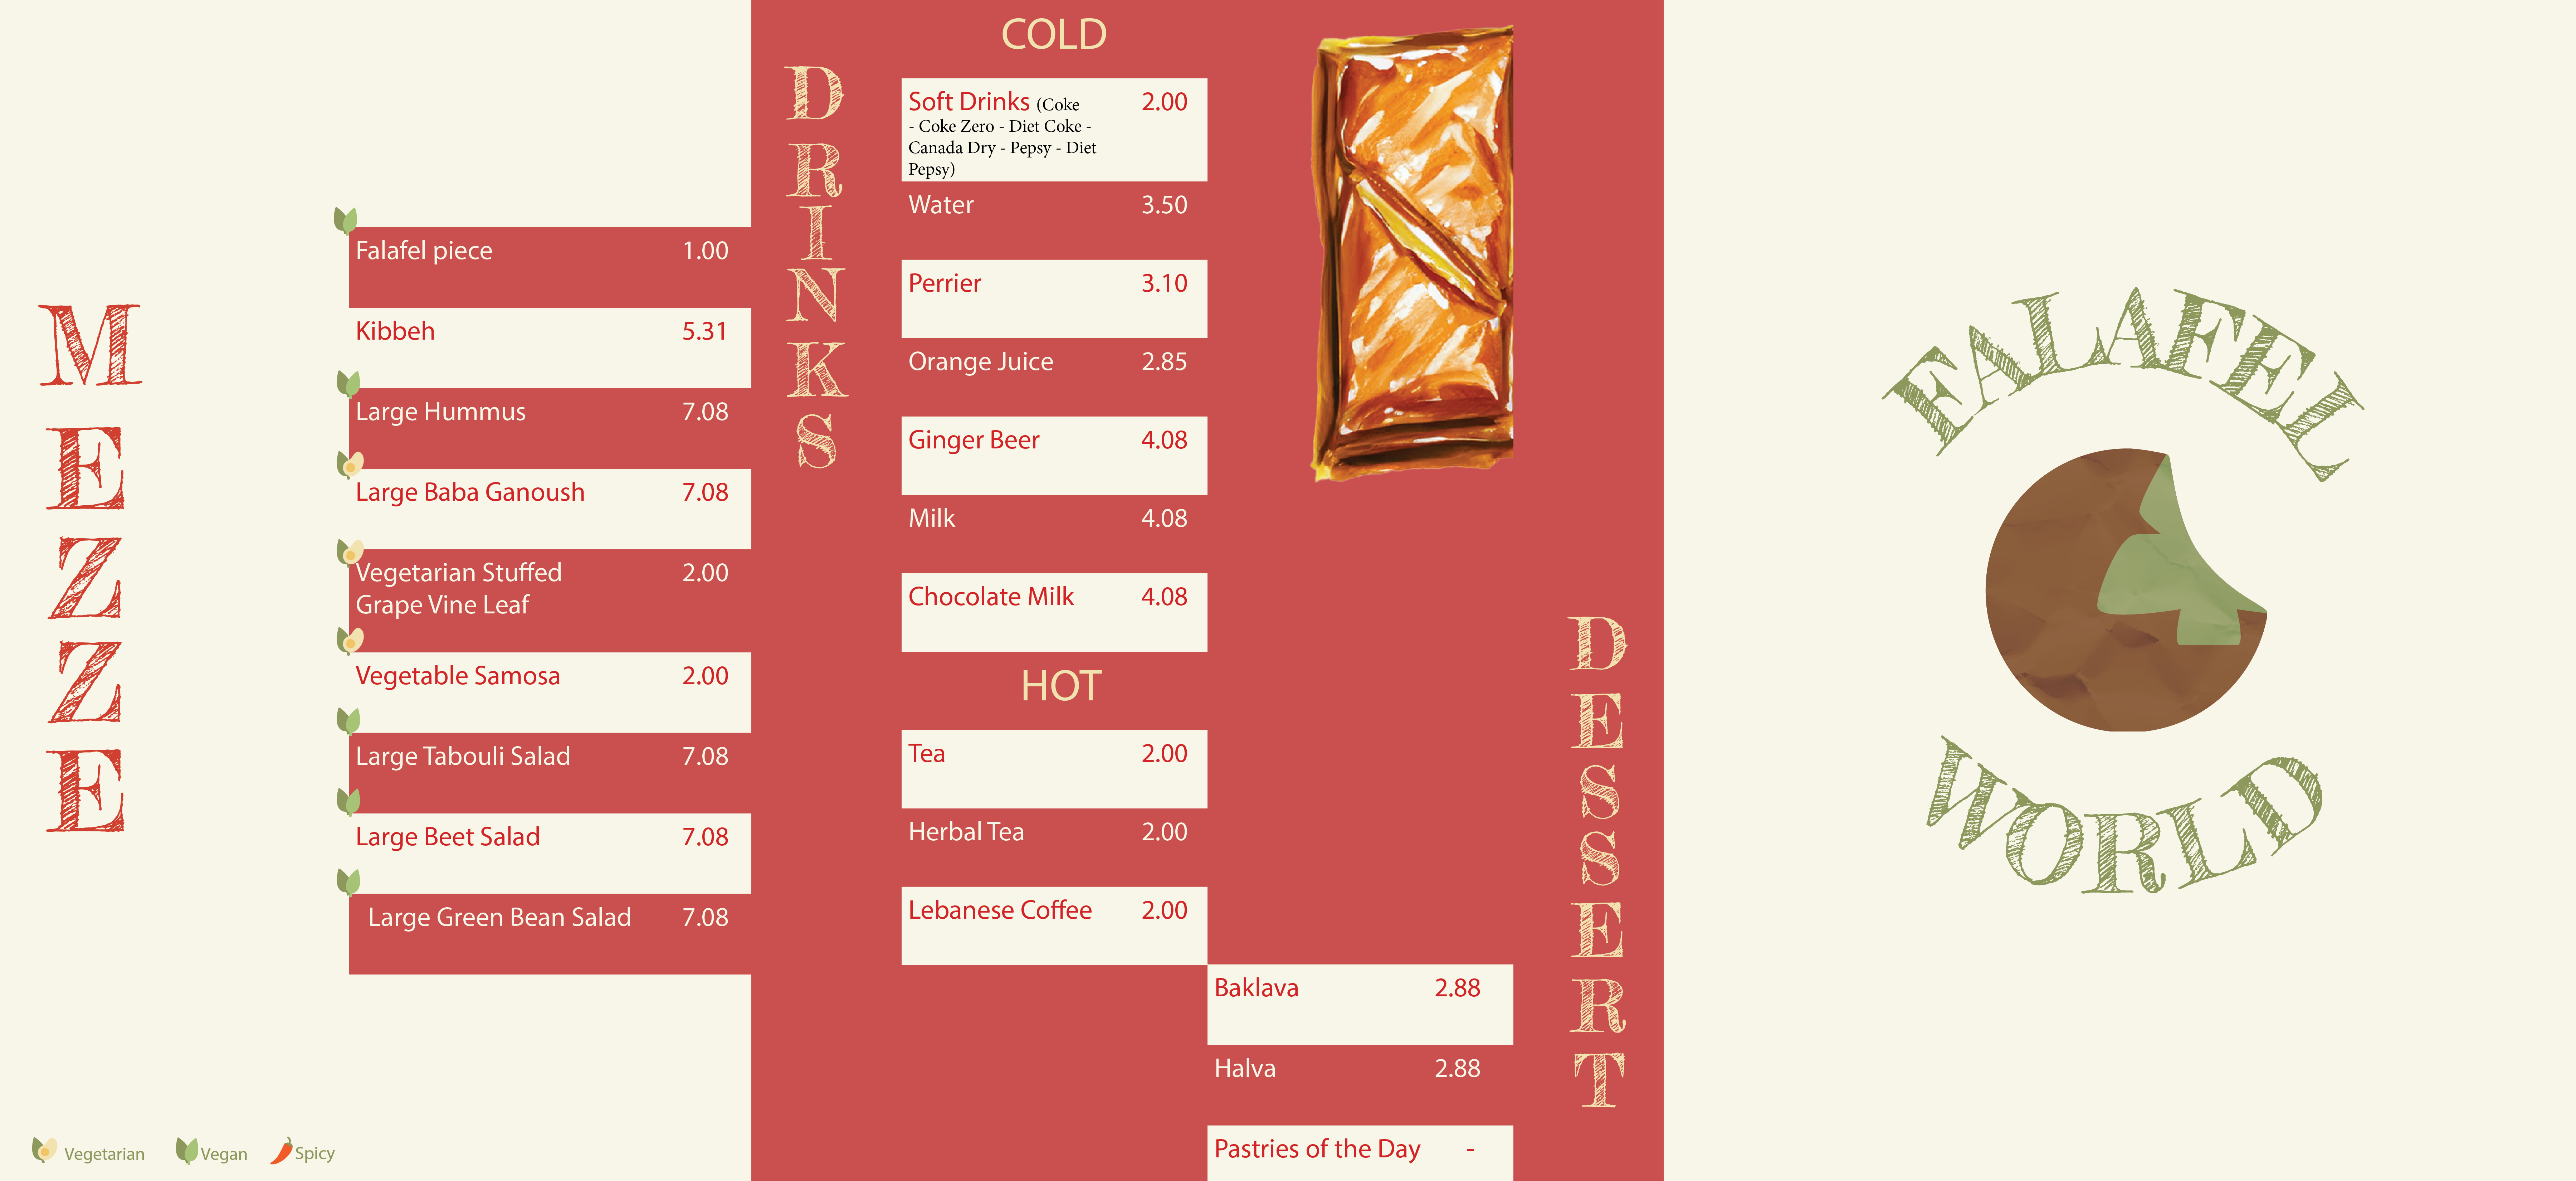 MEZZE
Falafel piece 1.00
Kibbeh 5.31
Large Hummus 7.08
Large Baba Ganoush 7.08
Vegetarian Stuffed 2.00
Grape Vine Leaf
Vegetable Samosa 2.00
Large Tabouli Salad 7.08
Large Beet Salad 7.08
Large Green Bean Salad 7.08
Vegetarian Vegan Spicy
DRINKS
COLD
Soft Drinks (Coke 2.00
- Coke Zero - Diet Coke -
Canada Dry - Pepsy - Diet
Pepsy)
Water 3.50
Perrier 3.10
Orange Juice 2.85
Ginger Beer 4.08
Milk 4.08
Chocolate Milk 4.08
HOT
Tea 2.00
Herbal Tea 2.00
Lebanese Coffee 2.00
DESSERT
Baklava 2.88
Halva 2.88
Pastries of the Day -
FALAFEL
WORLD